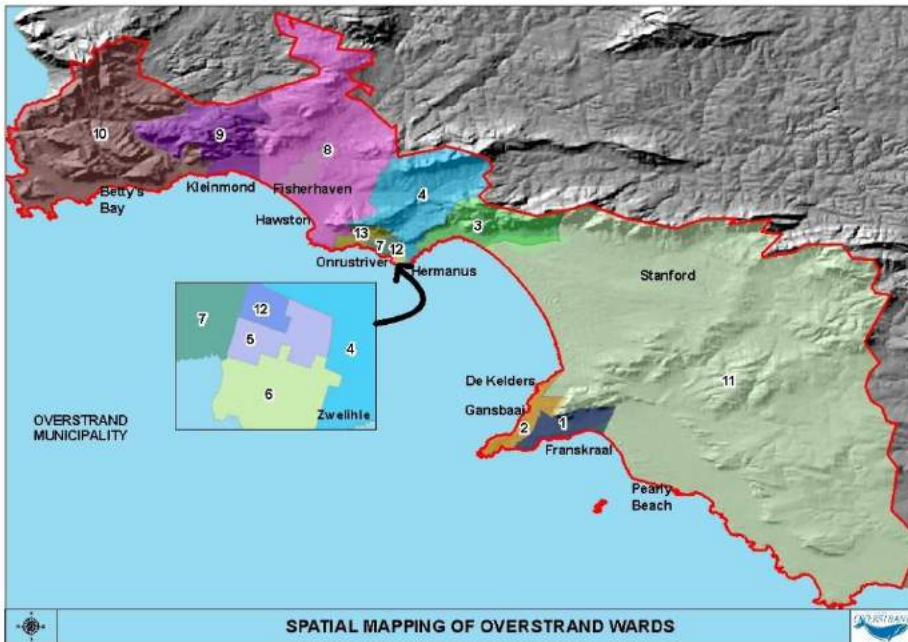 10
9
8
Betty's
Bay
Kleinmond
Fisherhaven
4
Hawston
13
7
12
3
Onrustriver
Hermanus
Stanford
7
12
5
4
6
Zwelihle
OVERSTRAND
MUNICIPALITY
De Kelders
Gansbaai
2
1
11
Franskraal
Pearly
Beach
SPATIAL MAPPING OF OVERSTRAND WARDS
OVERSTRAND